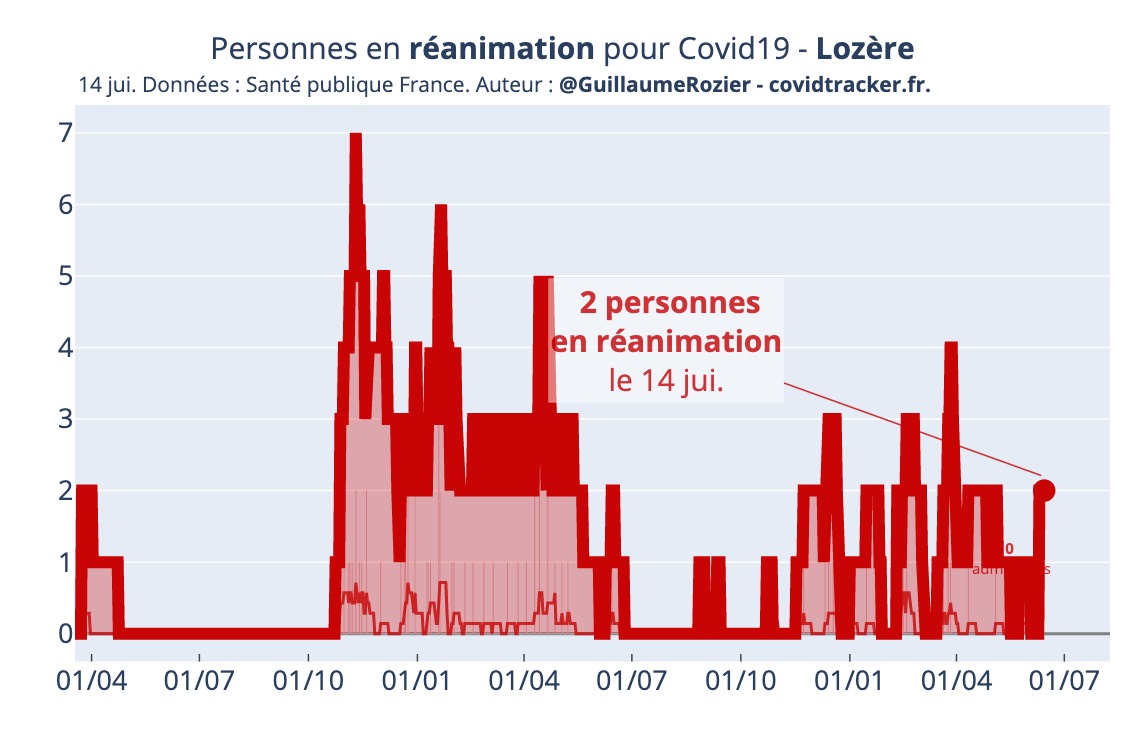 Personnes en réanimation pour Covid19 - Lozère
14 jui. Données : Santé publique France. Auteur : @GuillaumeRozier - covidtracker.fr.
7
6
5
4
3
2
1
0
2 personnes
en réanimation
le 14 jui.
0
01/04 01/07 01/10 01/01 01/04 01/07 01/10 01/01 01/04 01/07